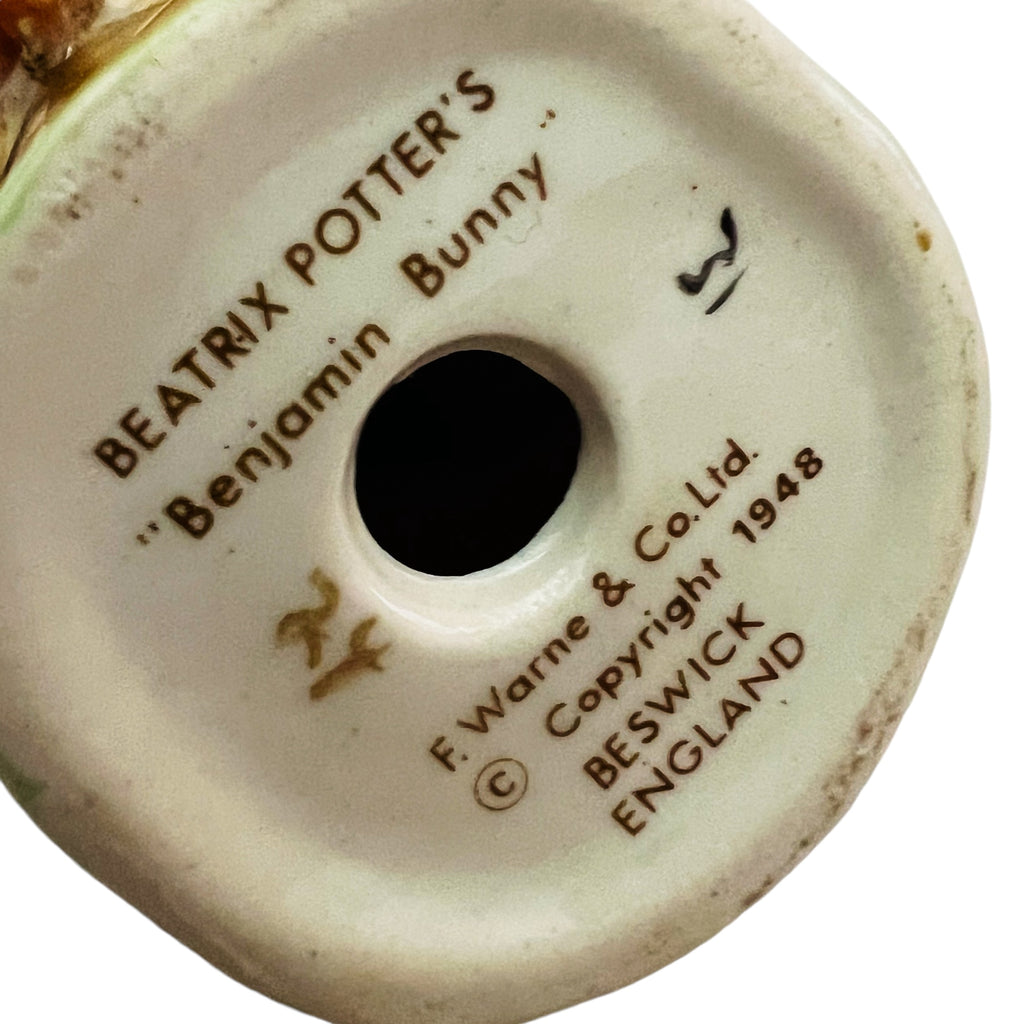 BEATRIX POTTER'S
"Benjamin Bunny
F. Warne & Co.Ltd.
© Copyright 1948
BESWICK
ENGLAND